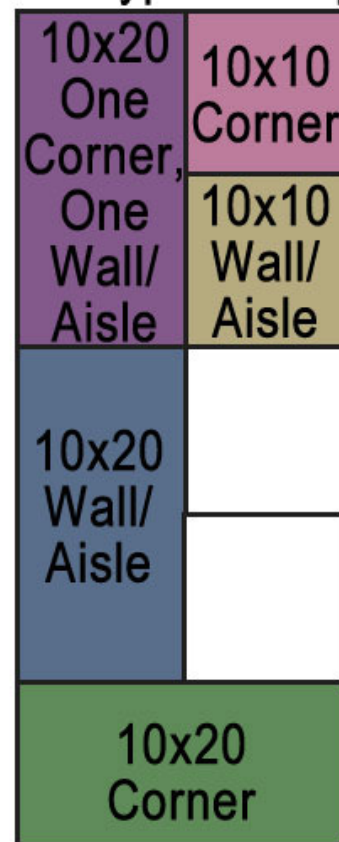 10x20
One
Corner,
One
Wall/
Aisle
10x10
Corner
10x10
Wall/
Aisle
10x20
Wall/
Aisle
10x20
Corner